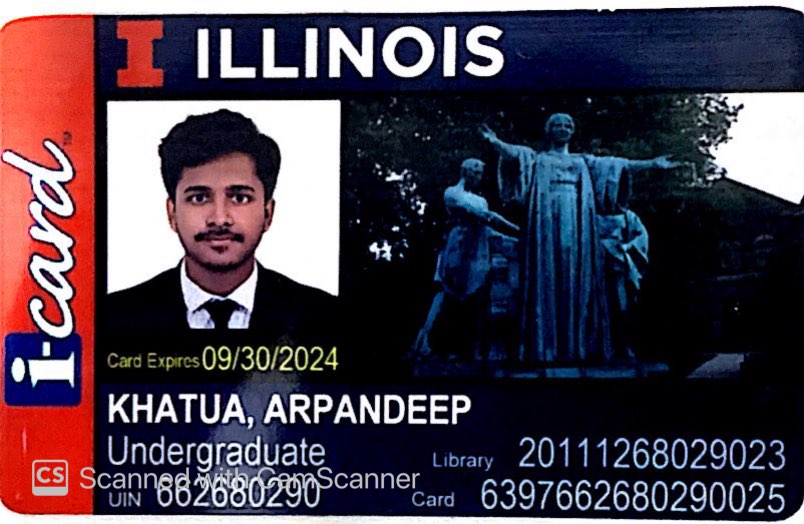 I ILLINOIS
i-card
Card Expires 09/30/2024
KHATUA, ARPANDEEP
Undergraduate
Library 20111268029023
CS Scanned with CamScanner
UIN 662680290
Card 6397662680290025